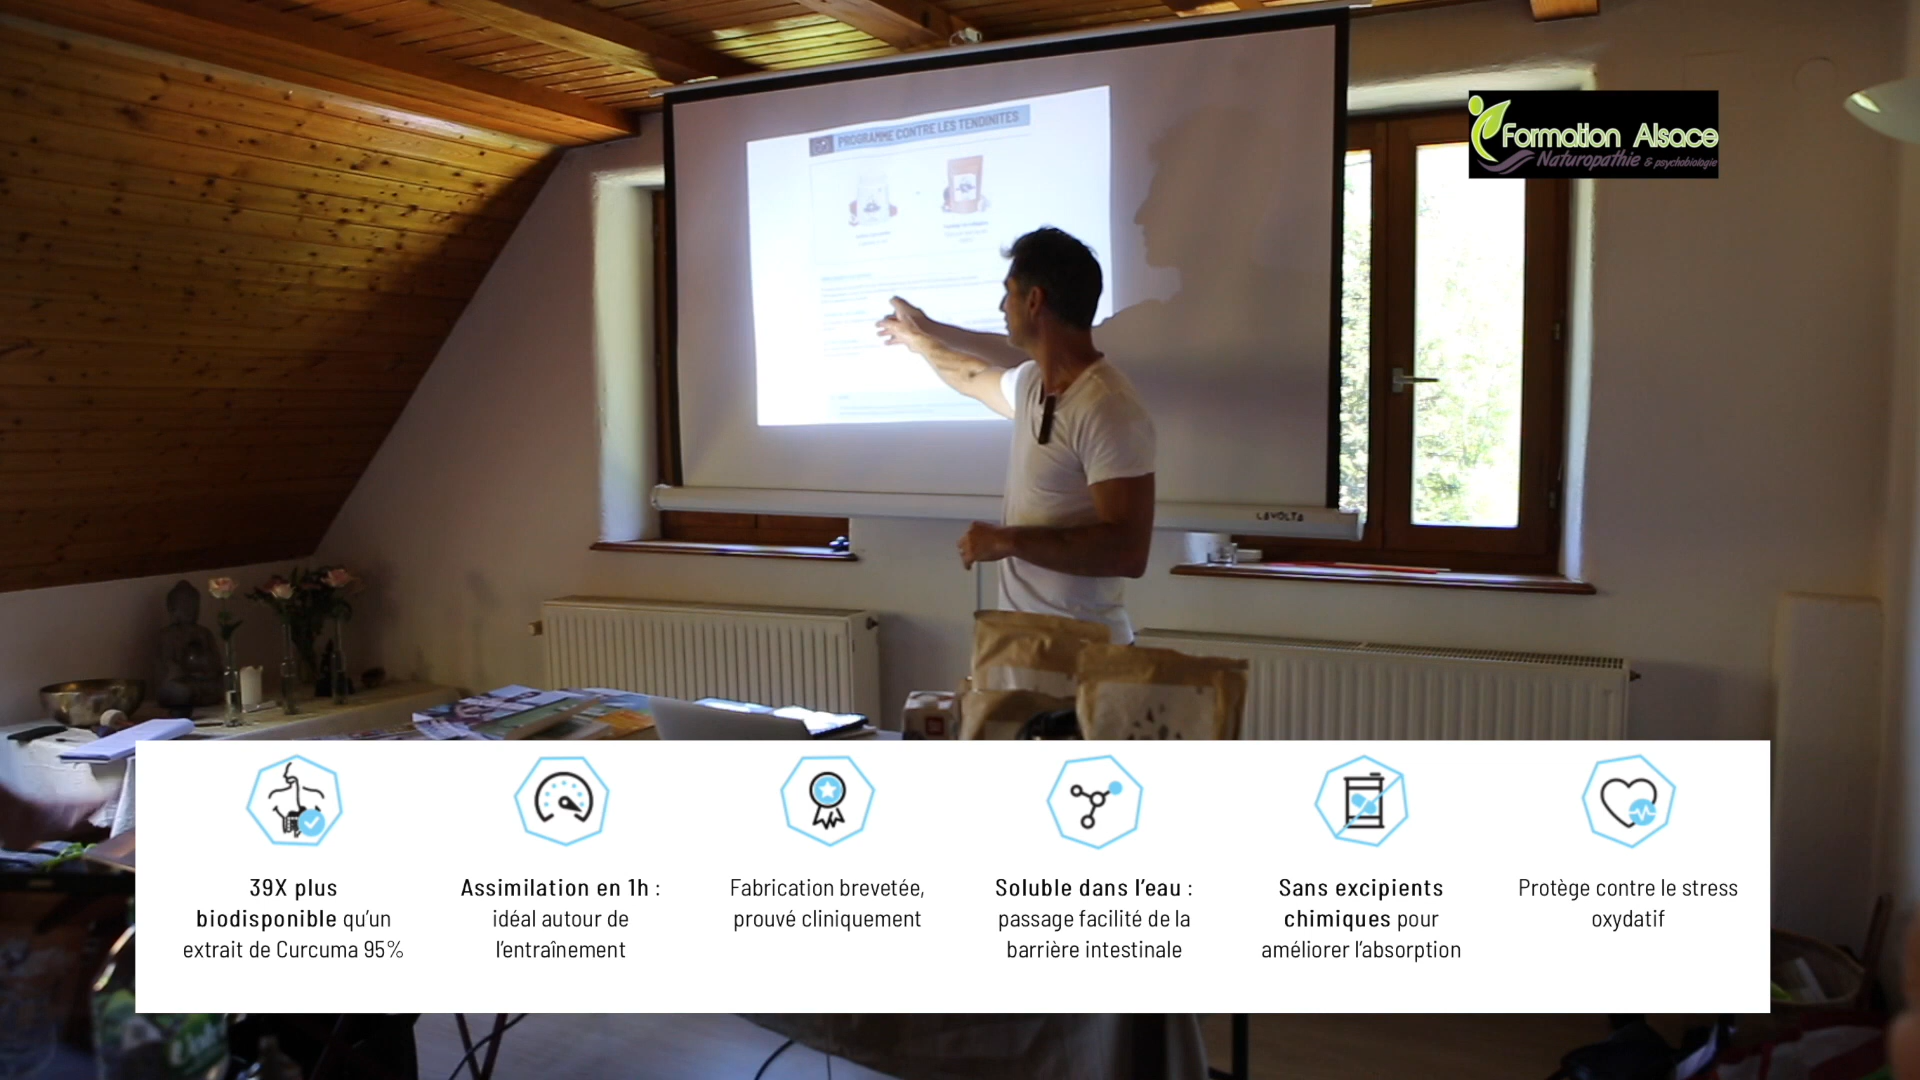 PROGRAMME CONTRE LES TENDINITES
Formation Alsace
Naturopathie & psychobiologie
LAVOLTA
39X plus
biodisponible qu'un
extrait de Curcuma 95%
Assimilation en 1h :
idéal autour de
l'entraînement
Fabrication brevetée,
prouvé cliniquement
Soluble dans l'eau :
passage facilité de la
barrière intestinale
Sans excipients
chimiques pour
améliorer l'absorption
Protège contre le stress
oxydatif